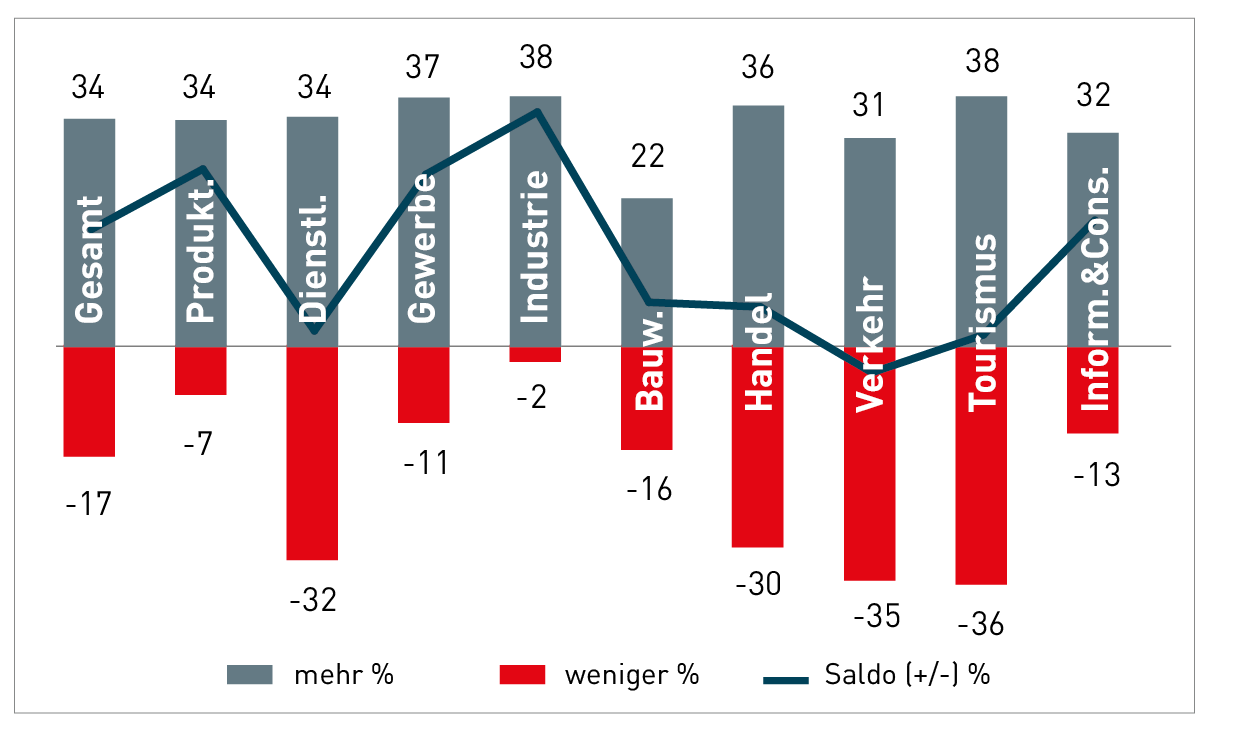 34
34
34
37
38
22
36
31
38
32
Gesamt
Produkt.
Dienstl.
Gewerbe
Industrie
Bauw.
Handel
Verkehr
Tourismus
Inform.&Cons.
-17
-7
-32
-11
-2
-16
-30
-35
-36
-13
mehr %
weniger %
Saldo (+/-) %